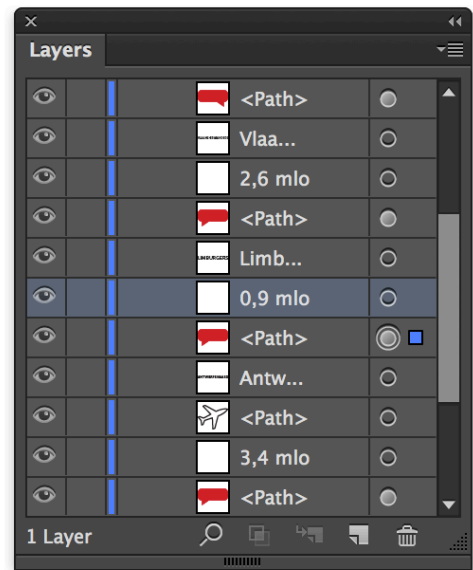 Layers
<Path>
Vlaa...
2,6 mlo
<Path>
LIMBURGERS
Limb...
0,9 mlo
<Path>
Antw...
<Path>
3,4 mlo
<Path>
1 Layer